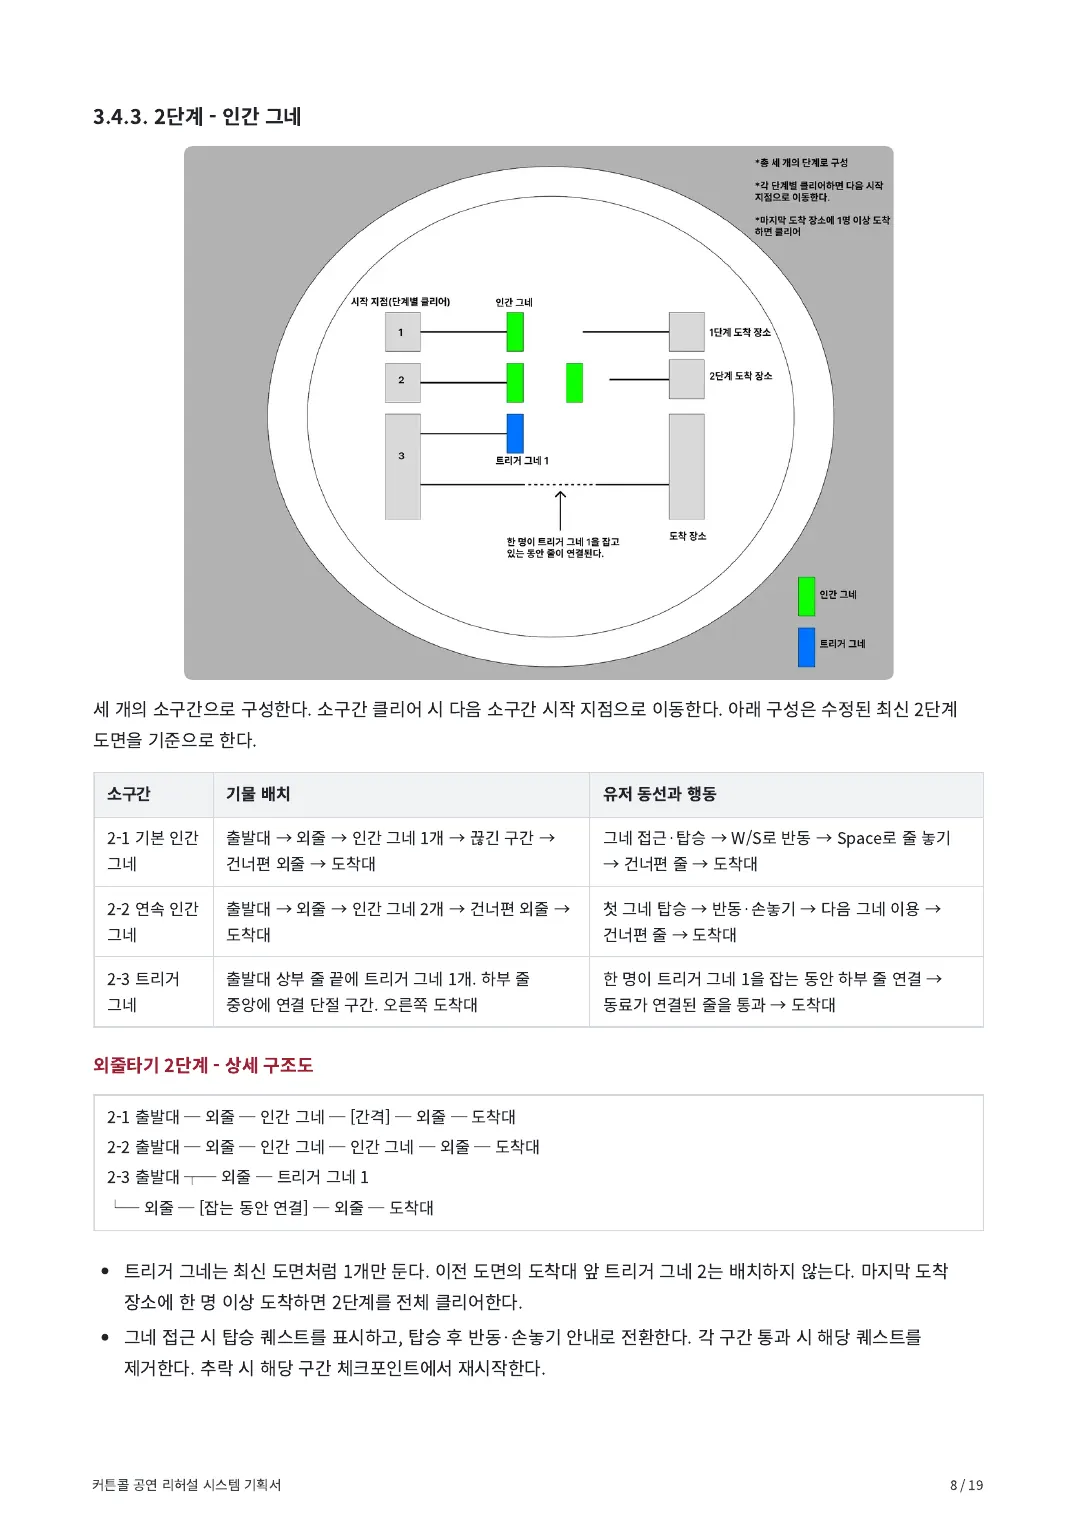 3.4.3. 2단계 - 인간 그네
*총 세 개의 단계로 구성
*각 단계별 클리어하면 다음 시작
지점으로 이동한다.
*마지막 도착 장소에 1명 이상 도착
하면 클리어
시작 지점(단계별 클리어)
인간 그네
1
1단계 도착 장소
2
2단계 도착 장소
3
트리거 그네 1
한 명이 트리거 그네 1을 잡고
있는 동안 줄이 연결된다.
도착 장소
인간 그네
트리거 그네
세 개의 소구간으로 구성한다. 소구간 클리어 시 다음 소구간 시작 지점으로 이동한다. 아래 구성은 수정된 최신 2단계
도면을 기준으로 한다.
소구간 기물 배치 유저 동선과 행동
2-1 기본 인간 출발대 → 외줄 → 인간 그네 1개 → 끊긴 구간 → 그네 접근·탑승 → W/S로 반동 → Space로 줄 놓기
그네 건너편 외줄 → 도착대 → 건너편 줄 → 도착대
2-2 연속 인간 출발대 → 외줄 → 인간 그네 2개 → 건너편 외줄 → 첫 그네 탑승 → 반동·손놓기 → 다음 그네 이용 →
그네 도착대 건너편 줄 → 도착대
2-3 트리거 출발대 상부 줄 끝에 트리거 그네 1개. 하부 줄 한 명이 트리거 그네 1을 잡는 동안 하부 줄 연결 →
그네 중앙에 연결 단절 구간. 오른쪽 도착대 동료가 연결된 줄을 통과 → 도착대
외줄타기 2단계 - 상세 구조도
2-1 출발대 ─ 외줄 ─ 인간 그네 ─ [간격] ─ 외줄 ─ 도착대
2-2 출발대 ─ 외줄 ─ 인간 그네 ─ 인간 그네 ─ 외줄 ─ 도착대
2-3 출발대 ┬─ 외줄 ─ 트리거 그네 1
└─ 외줄 ─ [잡는 동안 연결] ─ 외줄 ─ 도착대
• 트리거 그네는 최신 도면처럼 1개만 둔다. 이전 도면의 도착대 앞 트리거 그네 2는 배치하지 않는다. 마지막 도착
장소에 한 명 이상 도착하면 2단계를 전체 클리어한다.
• 그네 접근 시 탑승 퀘스트를 표시하고, 탑승 후 반동·손놓기 안내로 전환한다. 각 구간 통과 시 해당 퀘스트를
제거한다. 추락 시 해당 구간 체크포인트에서 재시작한다.
커튼콜 공연 리허설 시스템 기획서
8 / 19